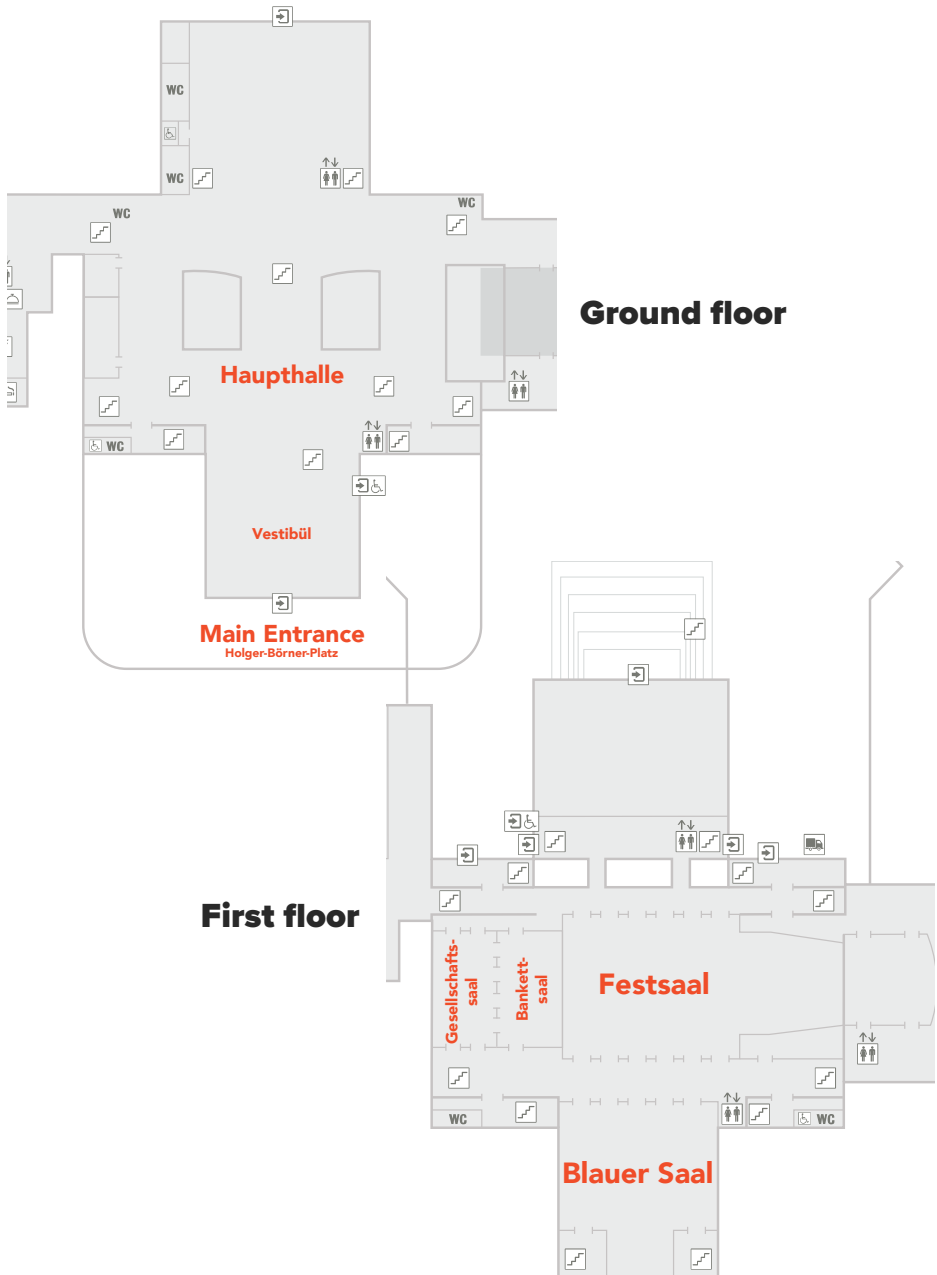 WC
WC
WC
WC
Ground floor
Haupthalle
WC
Vestibül
Main Entrance
Holger-Börner-Platz
First floor
Gesellschafts-
saal
Bankett-
saal
Festsaal
WC
WC
Blauer Saal